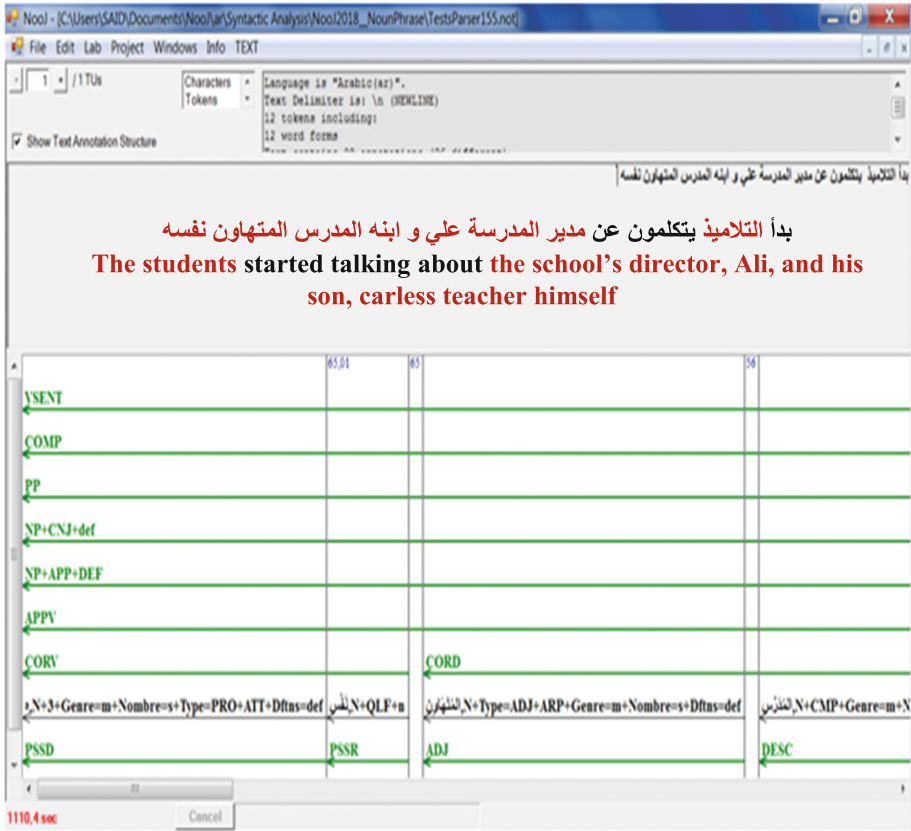 NooJ - [C:\Users\SAID\Documents\NooJ\ar\Syntactic Analysis\NooJ2018__NounPhrase\TestsParser155.not]
File Edit Lab Project Windows Info TEXT
- 1 + / 1 TUs
Characters
Tokens
Language is "Arabic(ar)".
Text Delimiter is: \n (NEWLINE)
12 tokens including:
12 word forms
Show Text Annotation Structure
بدأ التلاميذ يتكلمون عن مدير المدرسة علي و ابنه المدرس المتهاون نفسه
بدأ التلاميذ يتكلمون عن مدير المدرسة علي و ابنه المدرس المتهاون نفسه
The students started talking about the school's director, Ali, and his
son, carless teacher himself
65,01 65 56
VSENT
COMP
PP
NP+CNJ+def
NP+APP+DEF
APPV
CORV CORD
ه,N+3+Genre=m+Nombre=s+Type=PRO+ATT+Dftns=def نَفْس,N+QLF+n المُتَهَاوِن,N+Type=ADJ+ARP+Genre=m+Nombre=s+Dftns=def المُدَرِّس,N+CMP+Genre=m+N
PSSD PSSR ADJ DESC
1110,4 sec
Cancel